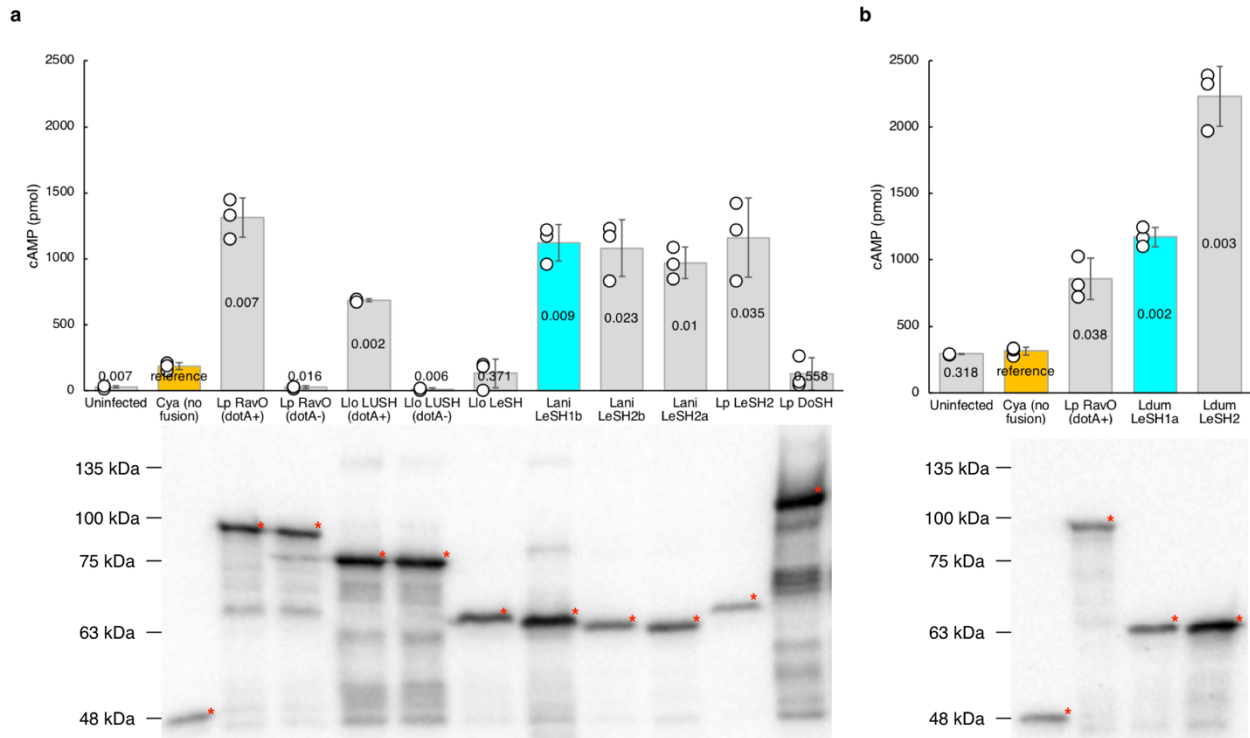 a
2500
2000
1500
1000
500
0
cAMP (pmol)
0.007
reference
0.007
0.016
0.002
0.006
0.371
0.009
0.023
0.01
0.035
0.558
Uninfected
Cya (no fusion)
Lp RavO (dotA+)
Lp RavO (dotA-)
Llo LUSH (dotA+)
Llo LUSH (dotA-)
Llo LeSH
Lani LeSH1b
Lani LeSH2b
Lani LeSH2a
Lp LeSH2
Lp DoSH
135 kDa
100 kDa
75 kDa
63 kDa
48 kDa
* * * * * * * * * * *
b
2500
2000
1500
1000
500
0
cAMP (pmol)
0.318
reference
0.038
0.002
0.003
Uninfected
Cya (no fusion)
Lp RavO (dotA+)
Ldum LeSH1a
Ldum LeSH2
135 kDa
100 kDa
75 kDa
63 kDa
48 kDa
* * * *